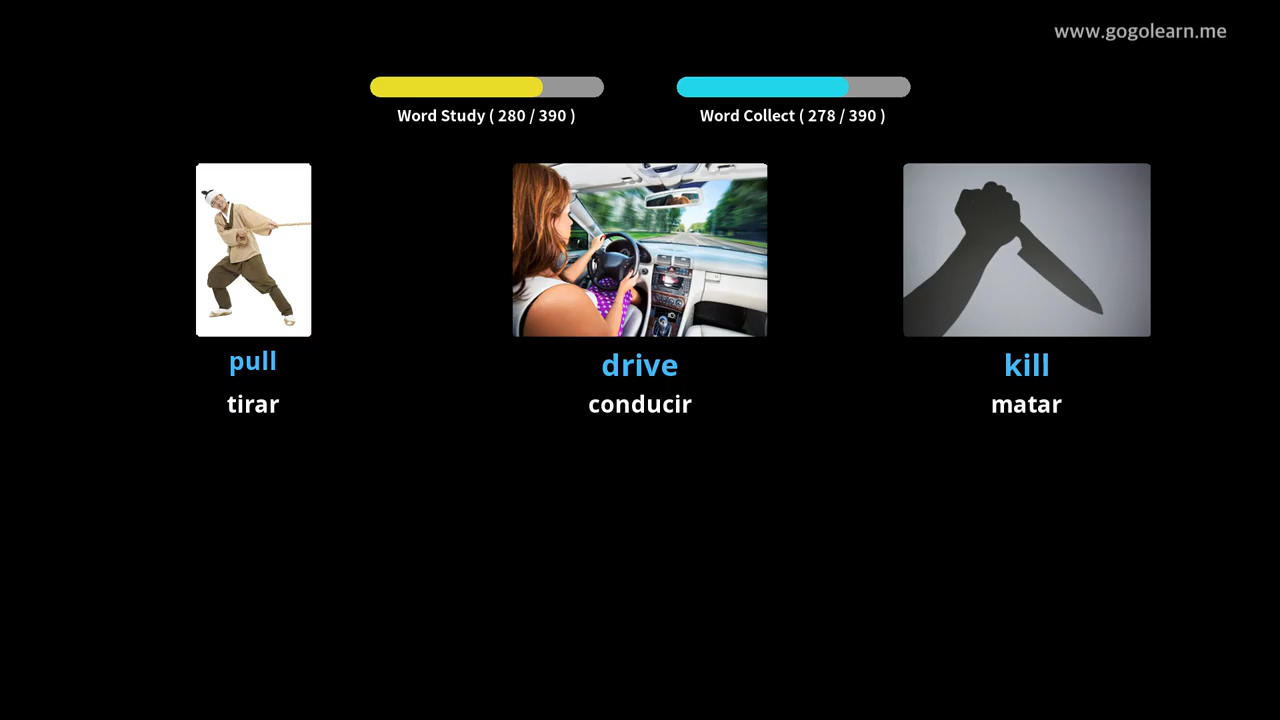 www.gogolearn.me
Word Study ( 280 / 390 )
Word Collect ( 278 / 390 )
pull
drive
kill
tirar
conducir
matar